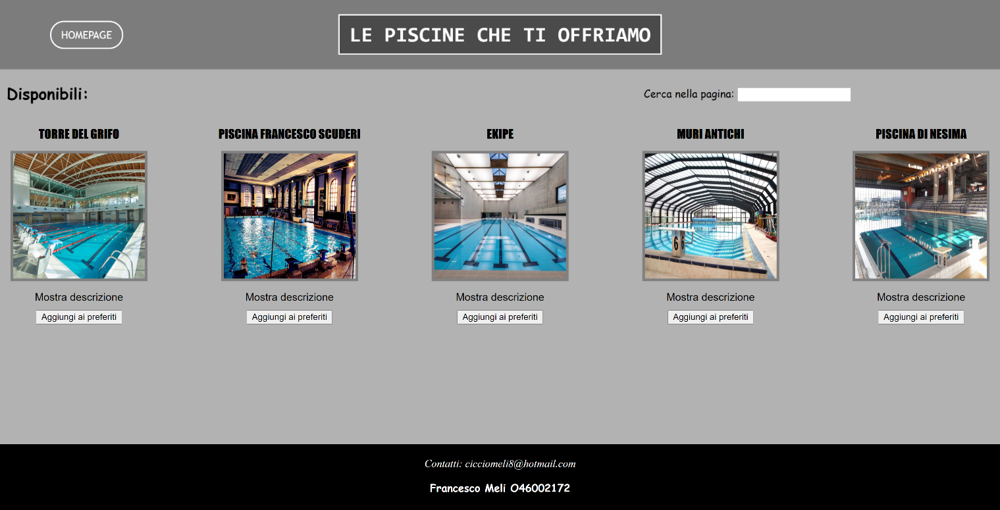 HOMEPAGE
LE PISCINE CHE TI OFFRIAMO
Disponibili:
Cerca nella pagina:
TORRE DEL GRIFO
PISCINA FRANCESCO SCUDERI
EKIPE
MURI ANTICHI
PISCINA DI NESIMA
66
Mostra descrizione
Mostra descrizione
Mostra descrizione
Mostra descrizione
Mostra descrizione
Aggiungi ai preferiti
Aggiungi ai preferiti
Aggiungi ai preferiti
Aggiungi ai preferiti
Aggiungi ai preferiti
Contatti: cicciomeli8@hotmail.com
Francesco Meli O46002172